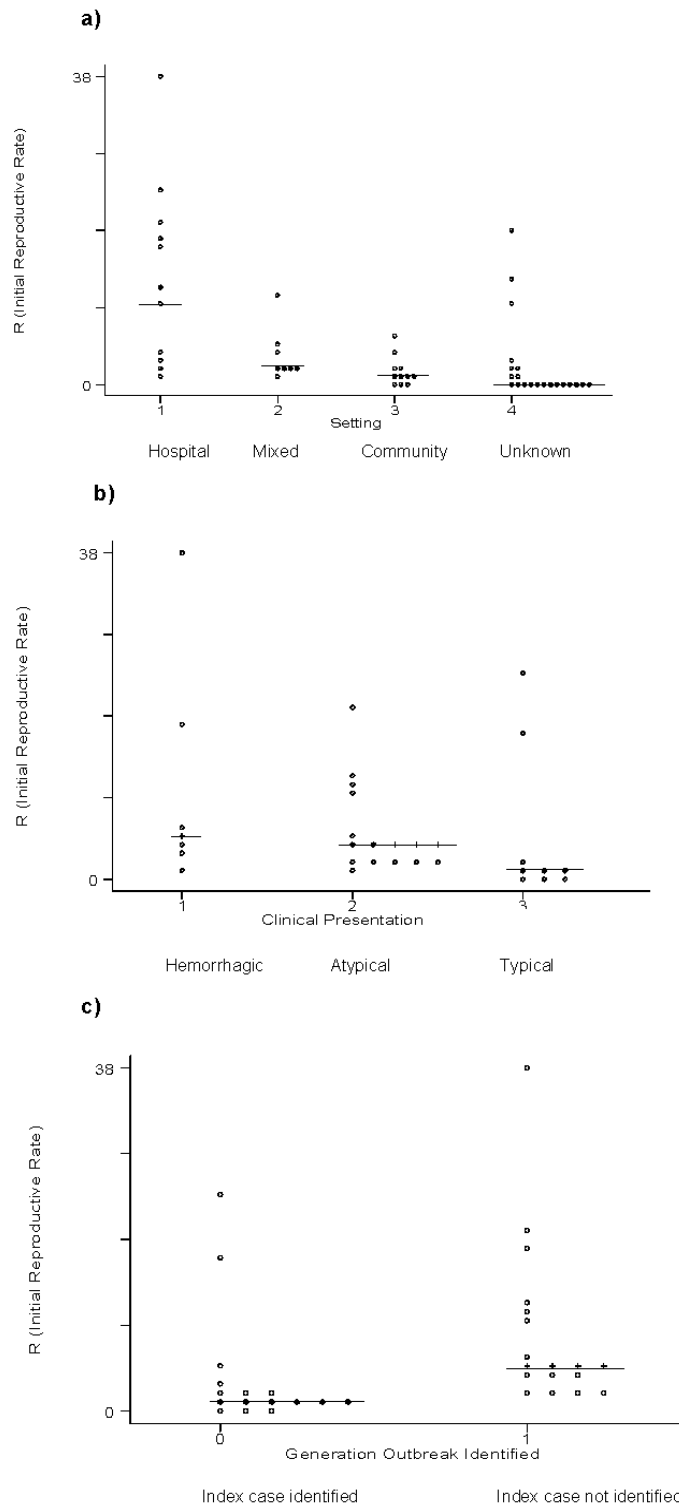 a)
38
R (Initial Reproductive Rate)
0
1 2 3 4
Setting
Hospital Mixed Community Unknown
b)
38
R (Initial Reproductive Rate)
0
1 2 3
Clinical Presentation
Hemorrhagic Atypical Typical
c)
38
R (Initial Reproductive Rate)
0
0 1
Generation Outbreak Identified
Index case identified Index case not identified